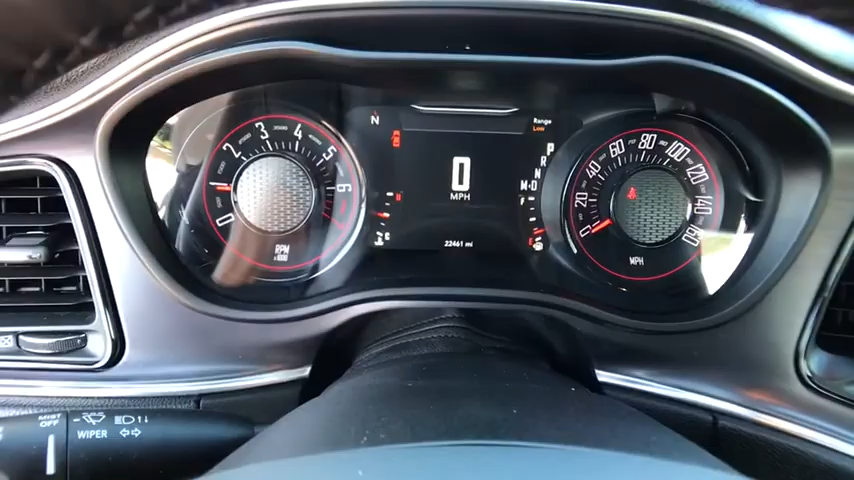 N
Range
Low
0
MPH
22461 mi
P
R
N
M D
H
C
F
E
0
1
2
3
4
5
6
7
RPM
x1000
0
20
40
60
80
100
120
140
160
MPH
MIST
OFF
WIPER